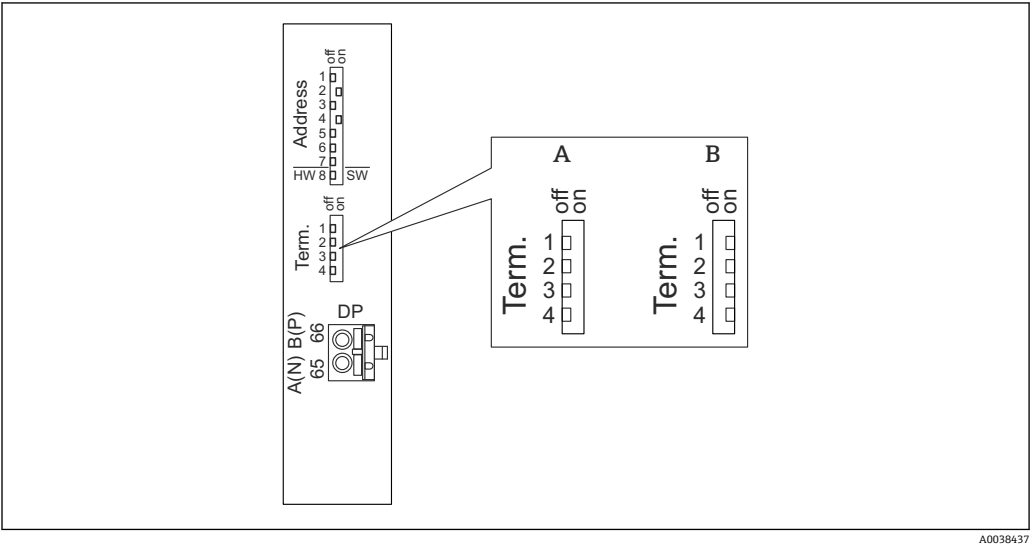 off
on
Address
1
2
3
4
5
6
7
HW 8 SW
off
on
Term.
1
2
3
4
DP
A(N) B(P)
65 66
A
off
on
Term.
1
2
3
4
B
off
on
Term.
1
2
3
4
A0038437